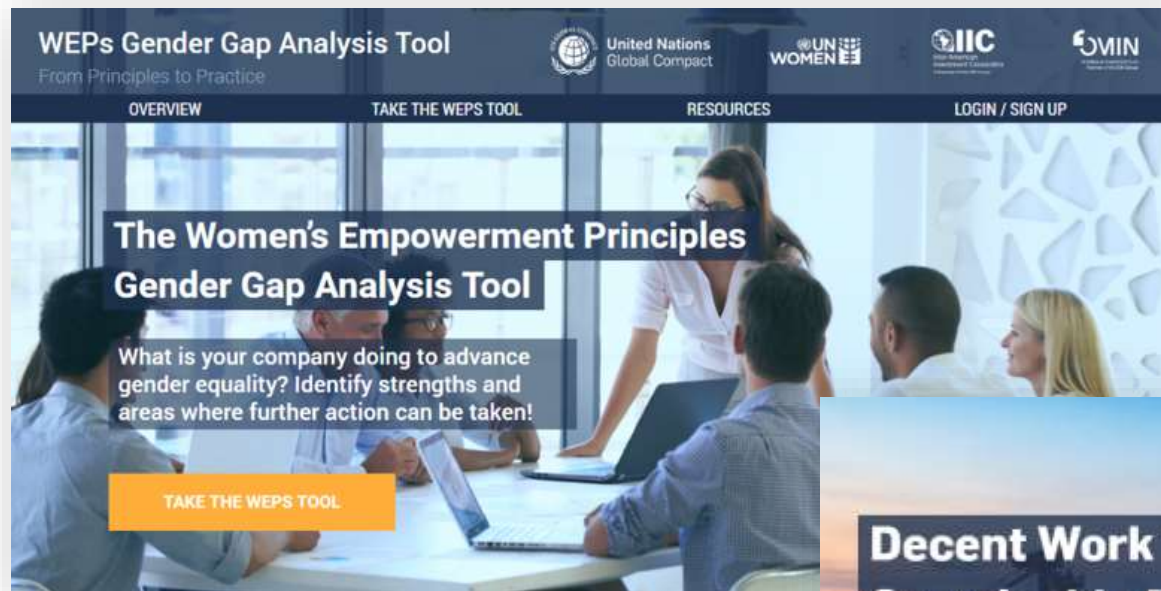 WEPs Gender Gap Analysis Tool
From Principles to Practice
United Nations
Global Compact
UN
WOMEN
IIC
OVERVIEW
TAKE THE WEPS TOOL
RESOURCES
LOGIN / SIGN UP
The Women's Empowerment Principles
Gender Gap Analysis Tool
What is your company doing to advance
gender equality? Identify strengths and
areas where further action can be taken!
TAKE THE WEPS TOOL
Decent Work